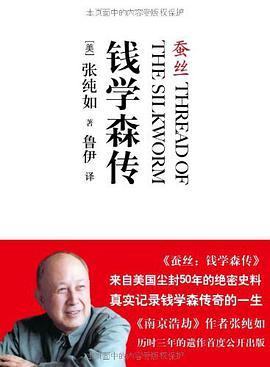 本页面中的内容受版权保护
[美]
张纯如
著
鲁伊
译
钱学森传
蚕丝
THREAD OF
THE SILKWORM
《蚕丝：钱学森传》
来自美国尘封50年的绝密史料
真实记录钱学森传奇的一生
《南京浩劫》作者张纯如
历时三年的遗作首度公开出版
本页面中的内容受版权保护